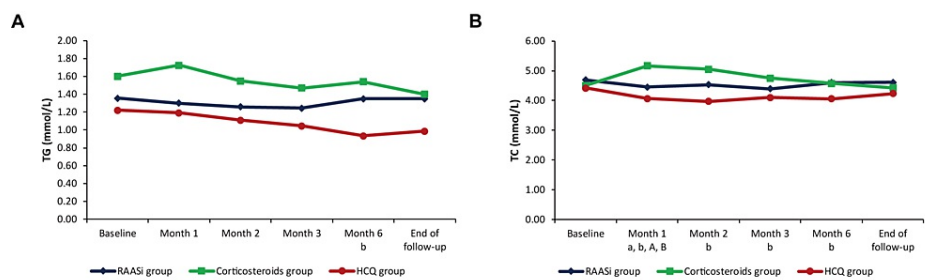 A
TG (mmol/L)
2.00
1.80
1.60
1.40
1.20
1.00
0.80
0.60
0.40
0.20
0.00
Baseline
Month 1
Month 2
Month 3
Month 6
b
End of
follow-up
RAASi group
Corticosteroids group
HCQ group
B
TC (mmol/L)
6.00
5.00
4.00
3.00
2.00
1.00
0.00
Baseline
Month 1
a, b, A, B
Month 2
b
Month 3
b
Month 6
b
End of
follow-up
RAASi group
Corticosteroids group
HCQ group